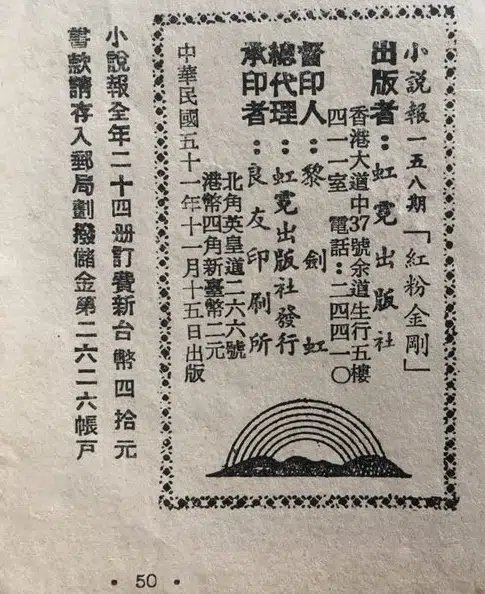 小説報一五八期「紅粉金剛」
出版者：虹霓出版社
香港大道中37號余道生行五樓
四一一室　電話：二四四一〇
督印人：黎劍虹
總代理：虹霓出版社發行
承印者：良友印刷所
北角英皇道二六六號
港幣四角新臺幣二元
中華民國五十一年十一月十五日出版
小說報全年二十四册訂費新台幣四拾元
書款請存入郵局劃撥儲金第二六二六帳戶
• 50 •